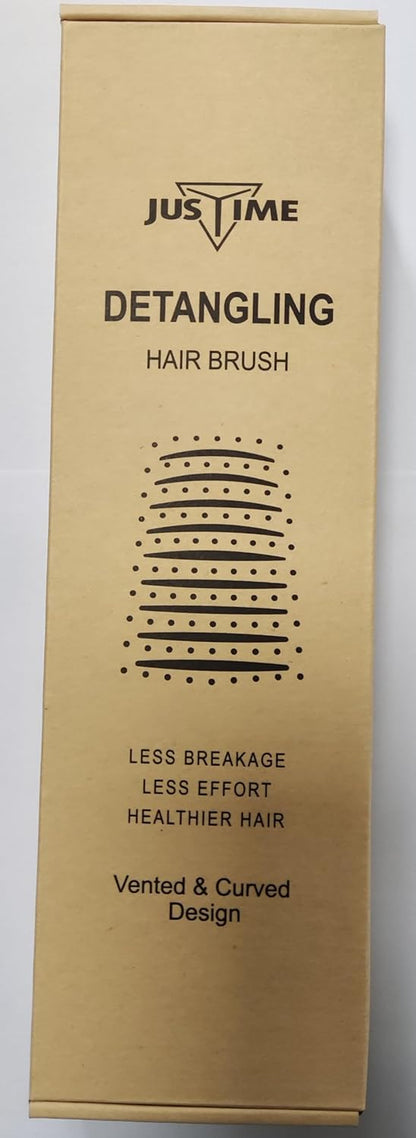 JUSTIME
DETANGLING
HAIR BRUSH
LESS BREAKAGE
LESS EFFORT
HEALTHIER HAIR
Vented & Curved
Design